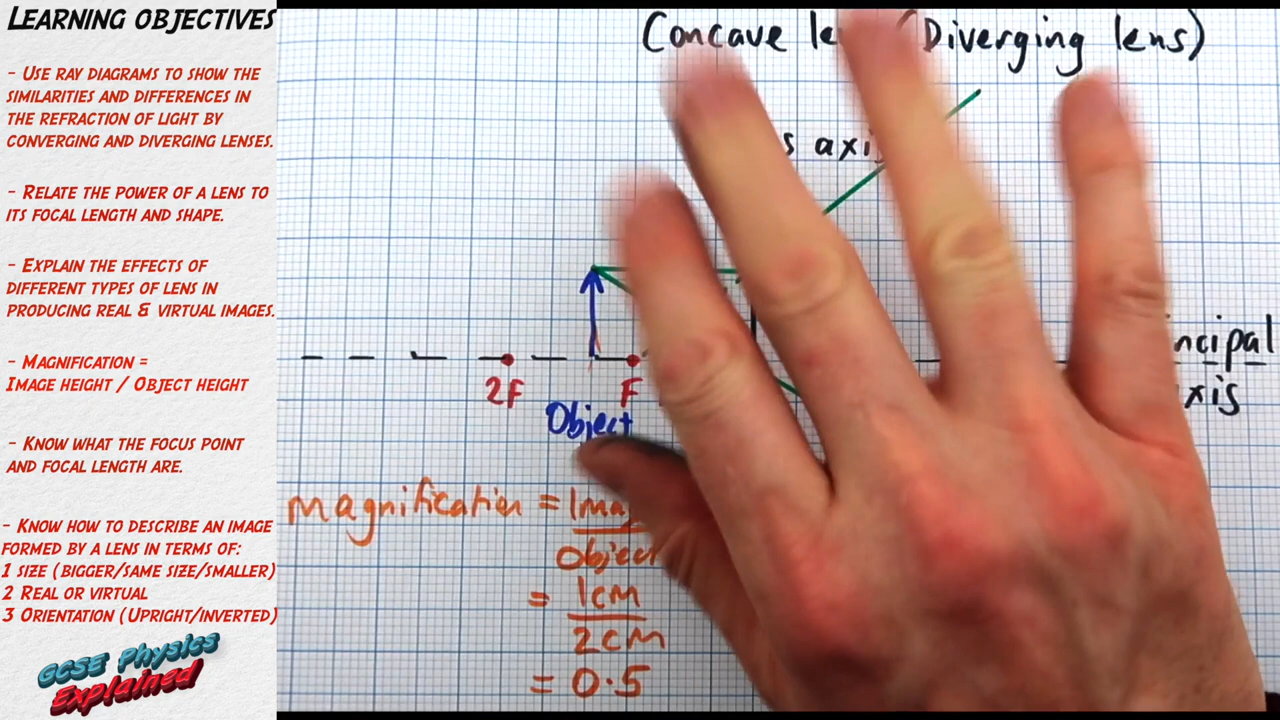 LEARNING OBJECTIVES
- USE RAY DIAGRAMS TO SHOW THE
SIMILARITIES AND DIFFERENCES IN
THE REFRACTION OF LIGHT BY
CONVERGING AND DIVERGING LENSES.
- RELATE THE POWER OF A LENS TO
ITS FOCAL LENGTH AND SHAPE.
- EXPLAIN THE EFFECTS OF
DIFFERENT TYPES OF LENS IN
PRODUCING REAL & VIRTUAL IMAGES.
- MAGNIFICATION =
IMAGE HEIGHT / OBJECT HEIGHT
- KNOW WHAT THE FOCUS POINT
AND FOCAL LENGTH ARE.
- KNOW HOW TO DESCRIBE AN IMAGE
FORMED BY A LENS IN TERMS OF:
1 SIZE (BIGGER/SAME SIZE/SMALLER)
2 REAL OR VIRTUAL
3 ORIENTATION (UPRIGHT/INVERTED)
GCSE Physics
Explained
Concave (Diverging lens)
2F F
Object
magnification =
Object
= 1cm
2cm
= 0.5